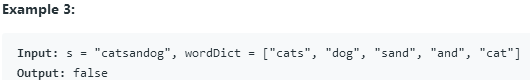 Example 3:
Input: s = "catsandog", wordDict = ["cats", "dog", "sand", "and", "cat"]
Output: false